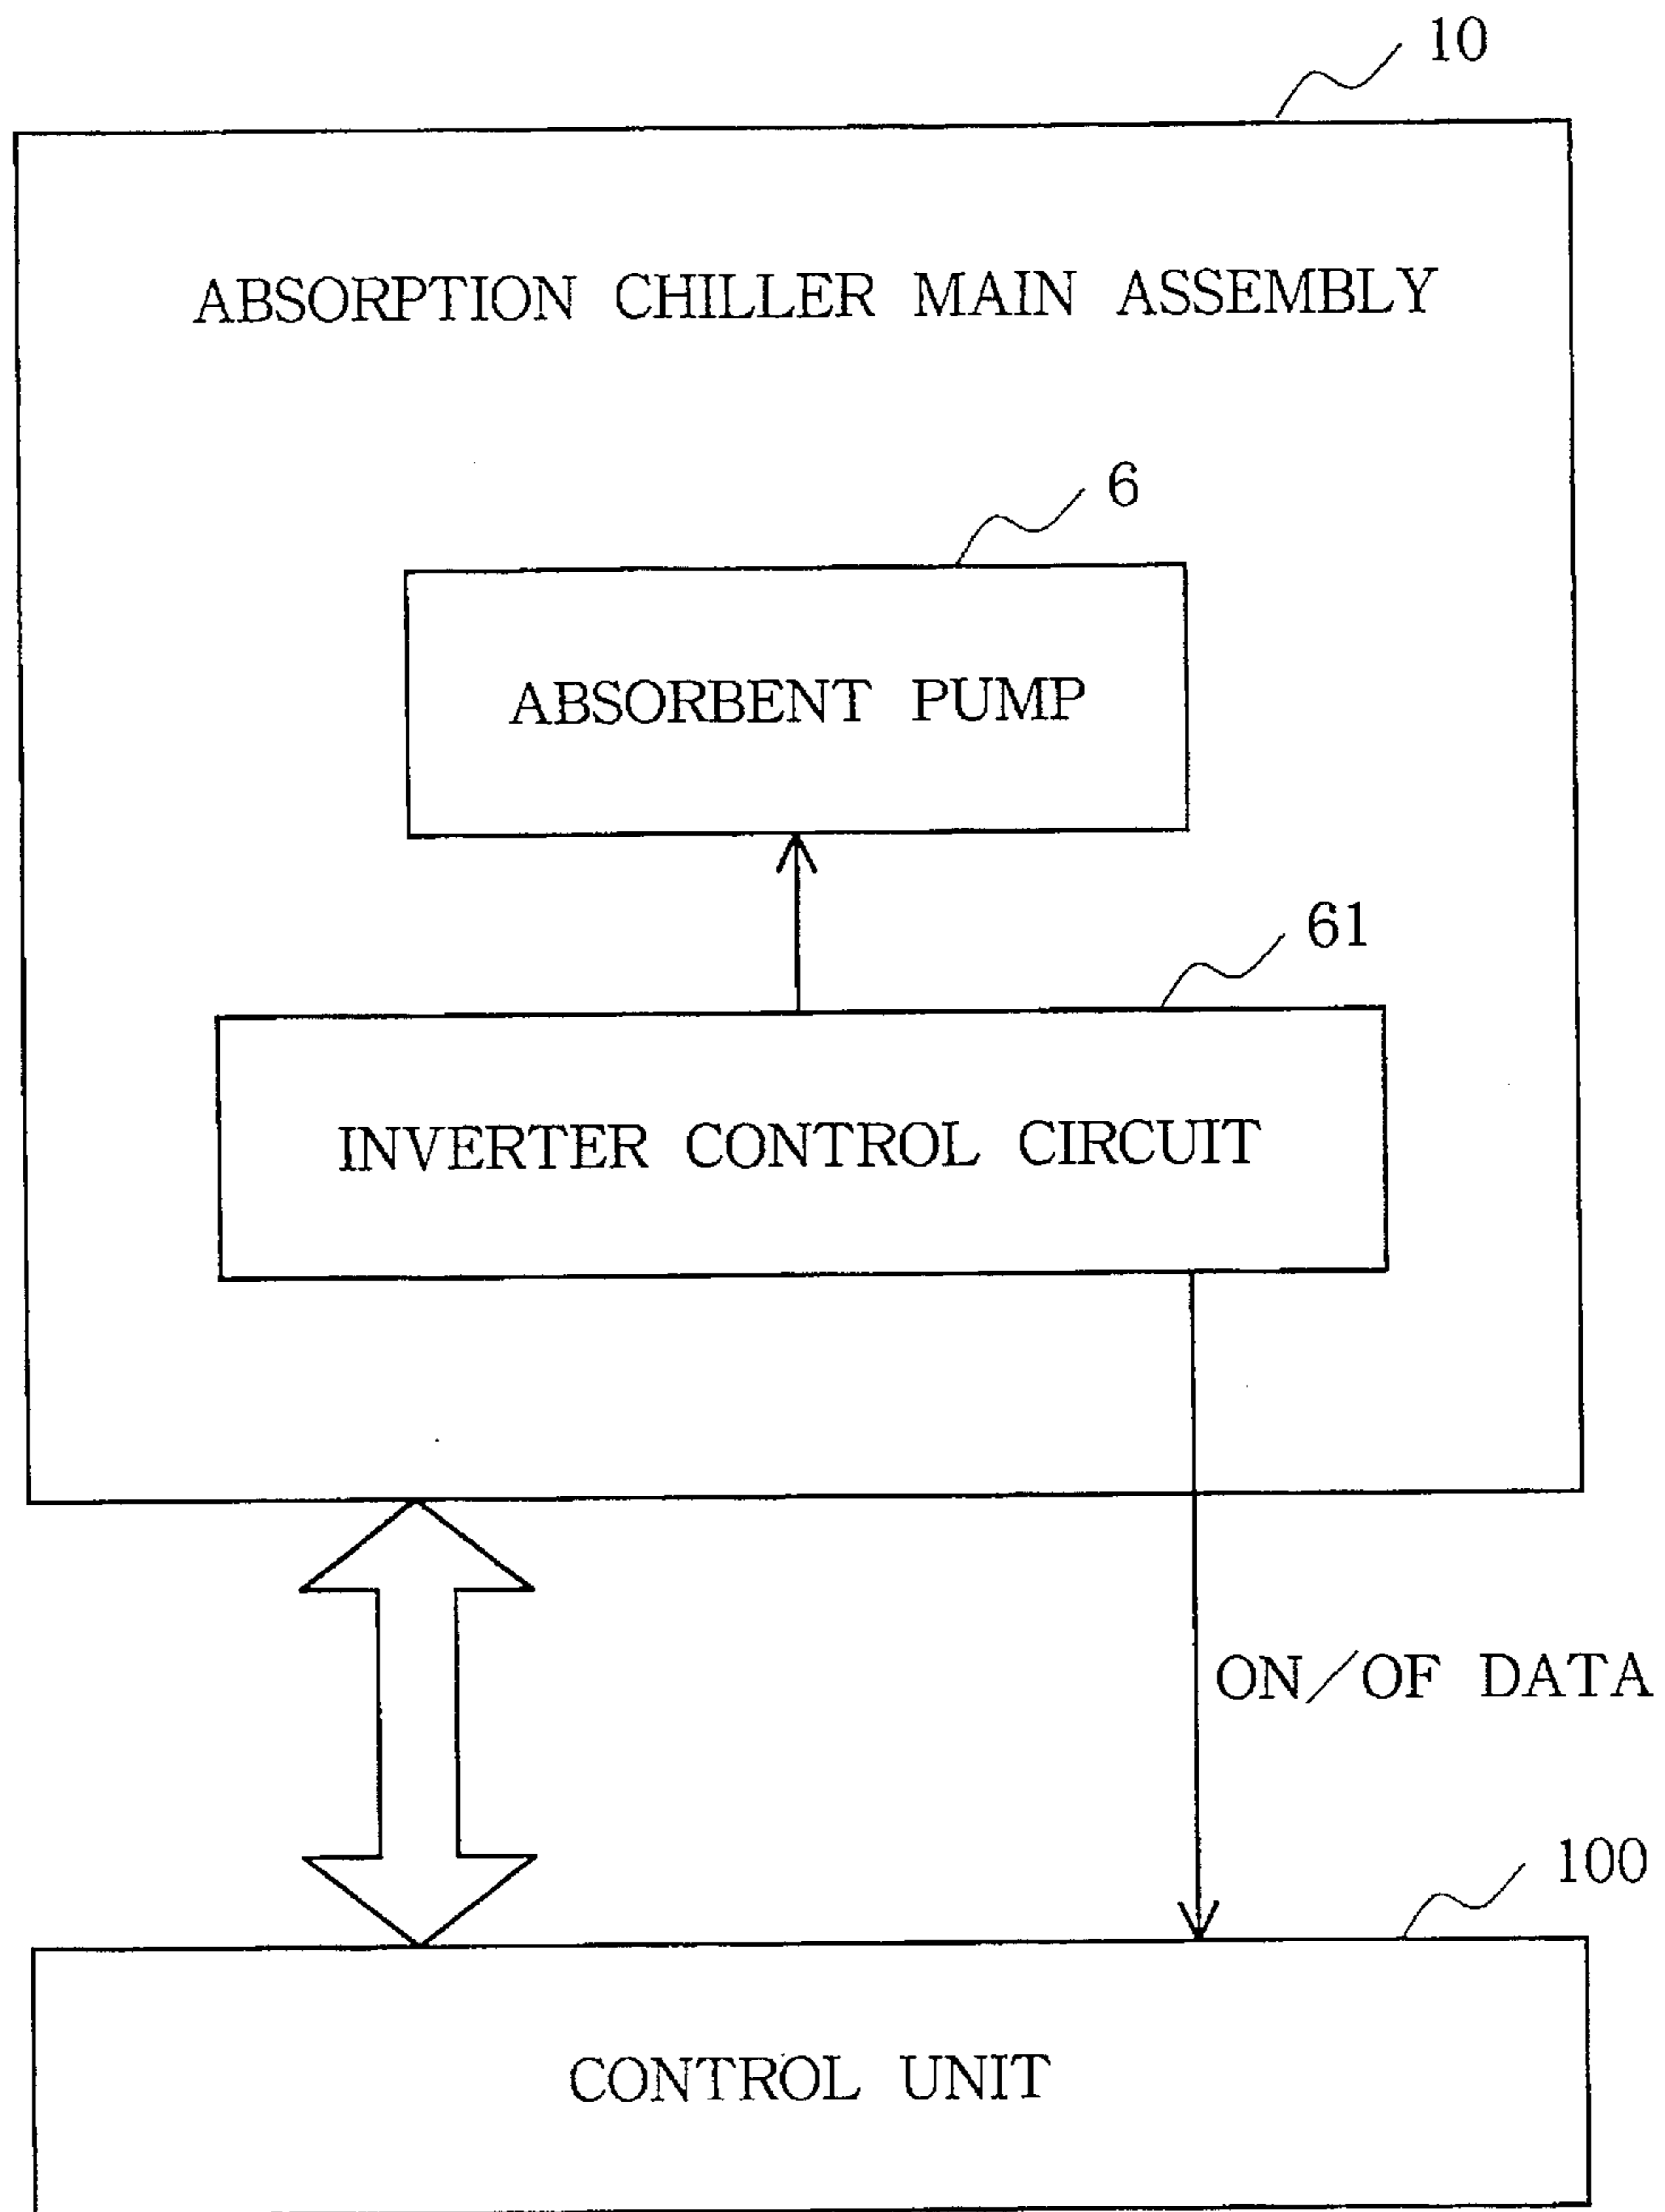 10
ABSORPTION CHILLER MAIN ASSEMBLY
6
ABSORBENT PUMP
61
INVERTER CONTROL CIRCUIT
ON/OF DATA
100
CONTROL UNIT